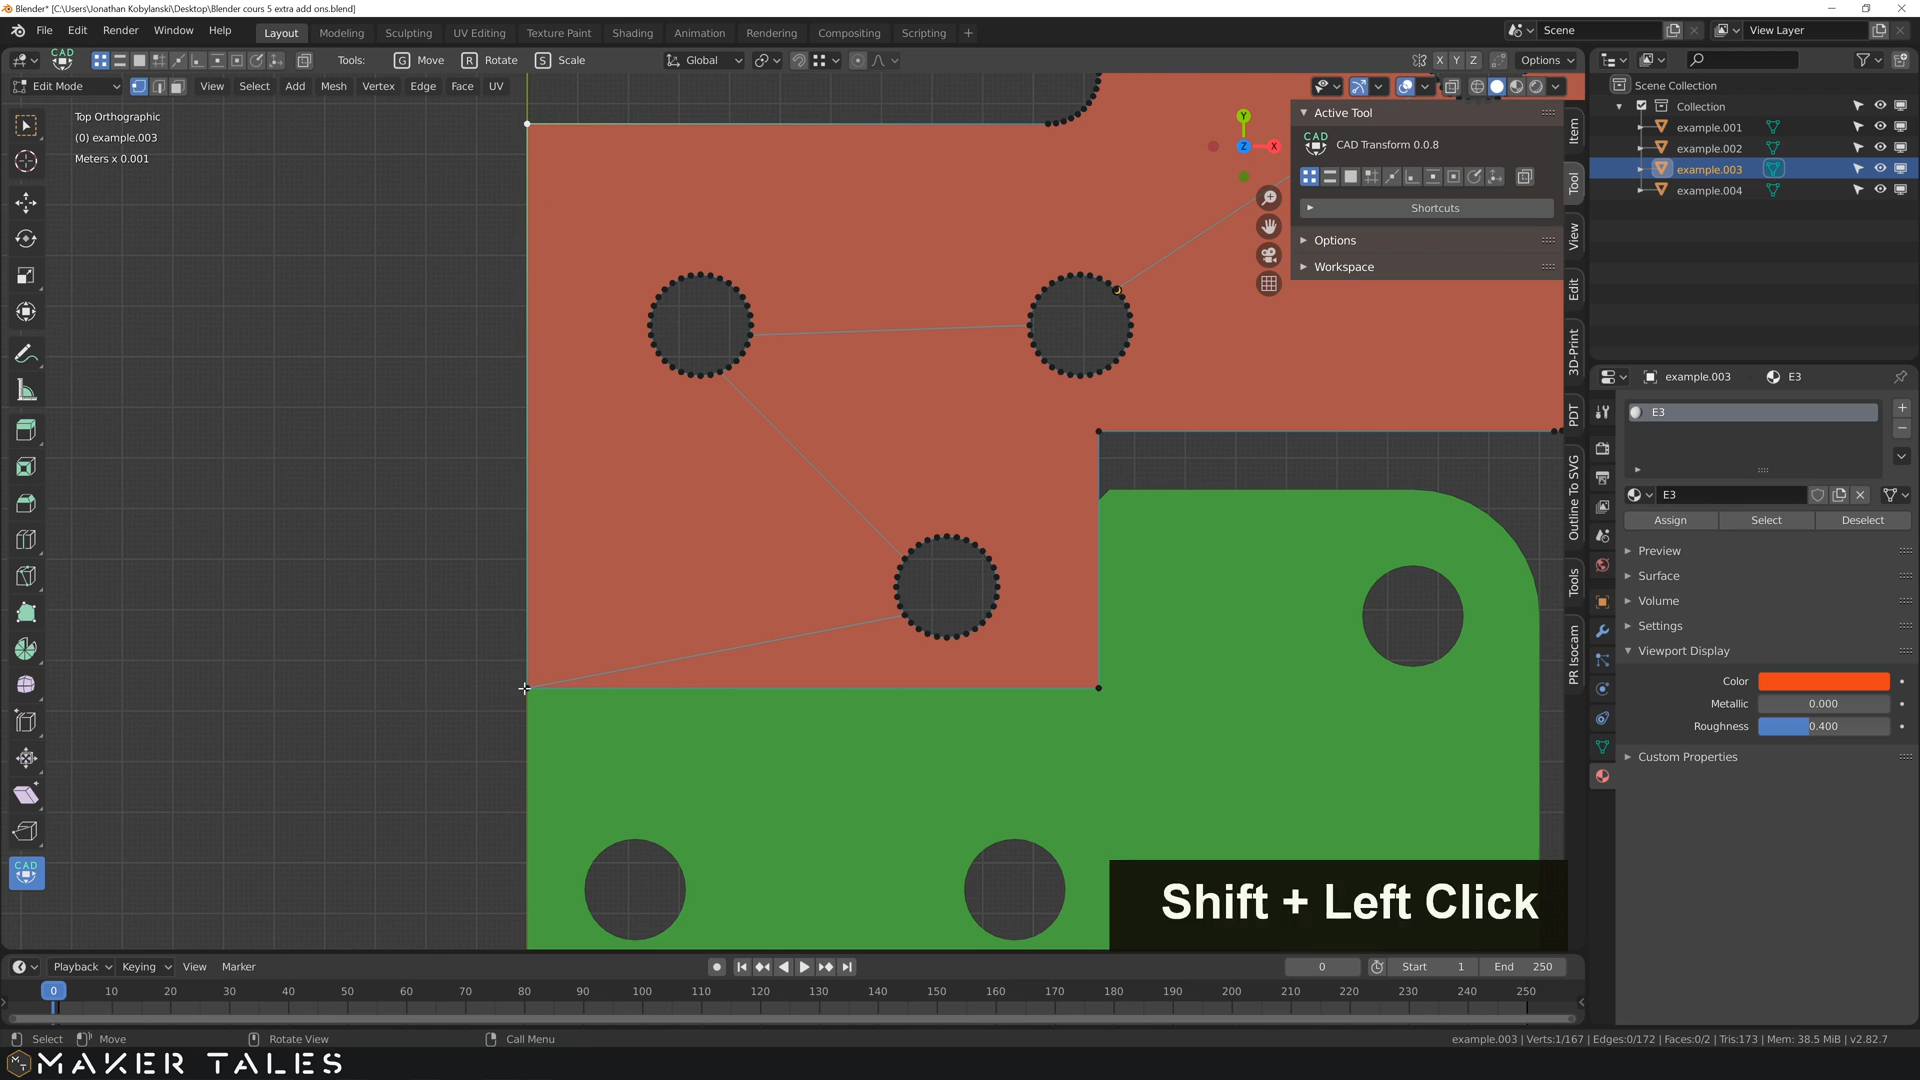 Blender* [C:\Users\Jonathan Kobylanski\Desktop\Blender cours 5 extra add ons.blend]
File Edit Render Window Help Layout Modeling Sculpting UV Editing Texture Paint Shading Animation Rendering Compositing Scripting + Scene View Layer
CAD Tools: G Move R Rotate S Scale Global X Y Z Options
Edit Mode View Select Add Mesh Vertex Edge Face UV
Top Orthographic
(0) example.003
Meters x 0.001
Y
Z
X
Active Tool
CAD
CAD Transform 0.0.8
Shortcuts
Options
Workspace
Item
Tool
View
Edit
3D-Print
PDT
Outline To SVG
Tools
PR Isocam
Scene Collection
Collection
example.001
example.002
example.003
example.004
example.003 E3
E3
E3
Assign Select Deselect
Preview
Surface
Volume
Settings
Viewport Display
Color
Metallic 0.000
Roughness 0.400
Custom Properties
CAD
Shift + Left Click
Playback Keying View Marker 0 Start 1 End 250
0 10 20 30 40 50 60 70 80 90 100 110 120 130 140 150 160 170 180 190 200 210 220 230 240 250
Select Move Rotate View Call Menu example.003 | Verts:1/167 | Edges:0/172 | Faces:0/2 | Tris:173 | Mem: 38.5 MiB | v2.82.7
MAKER TALES